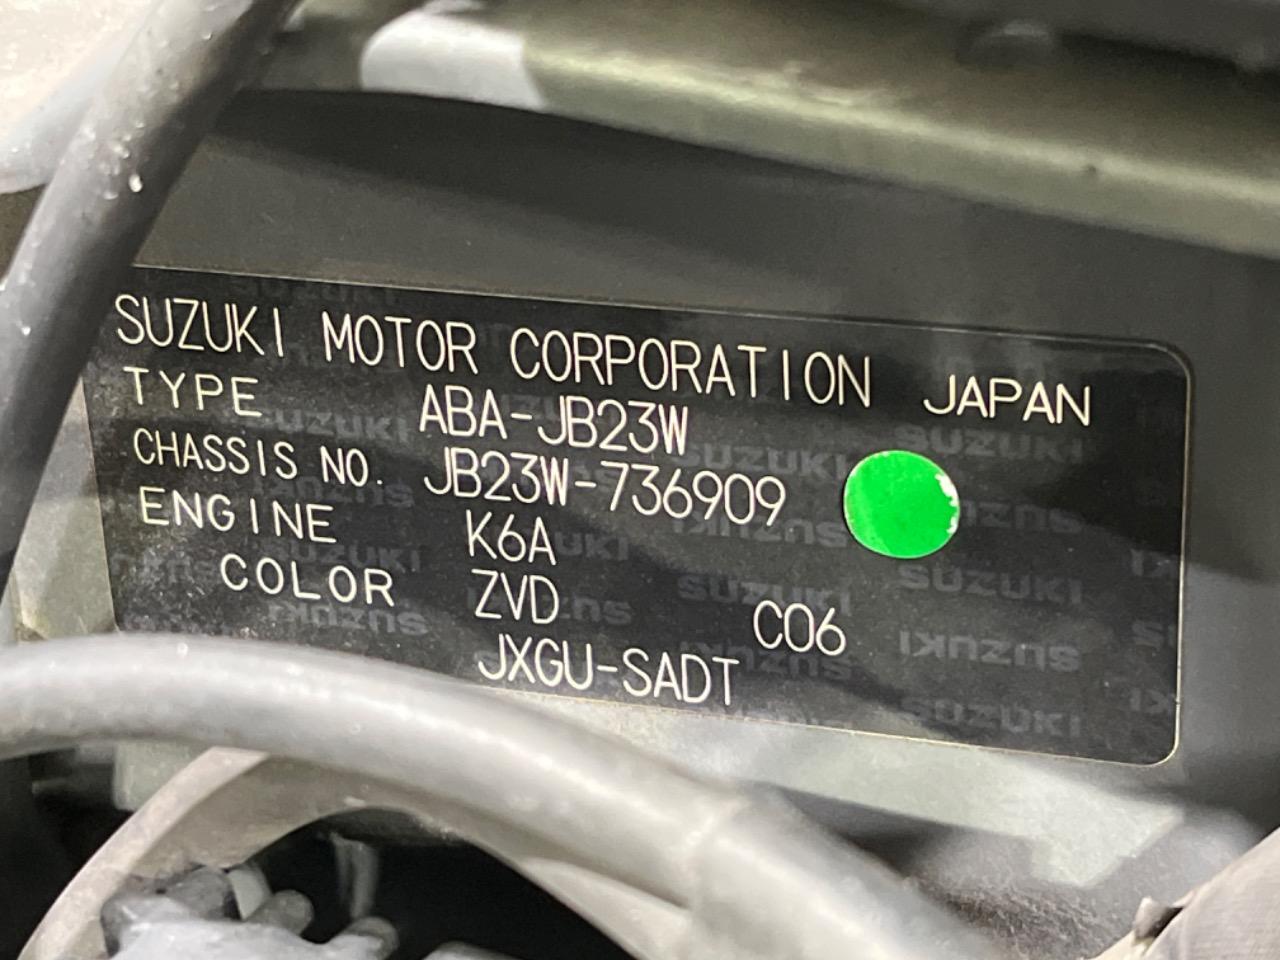 SUZUKI MOTOR CORPORATION JAPAN
TYPE ABA-JB23W
CHASSIS NO. JB23W-736909
ENGINE K6A
COLOR ZVD C06
JXGU-SADT